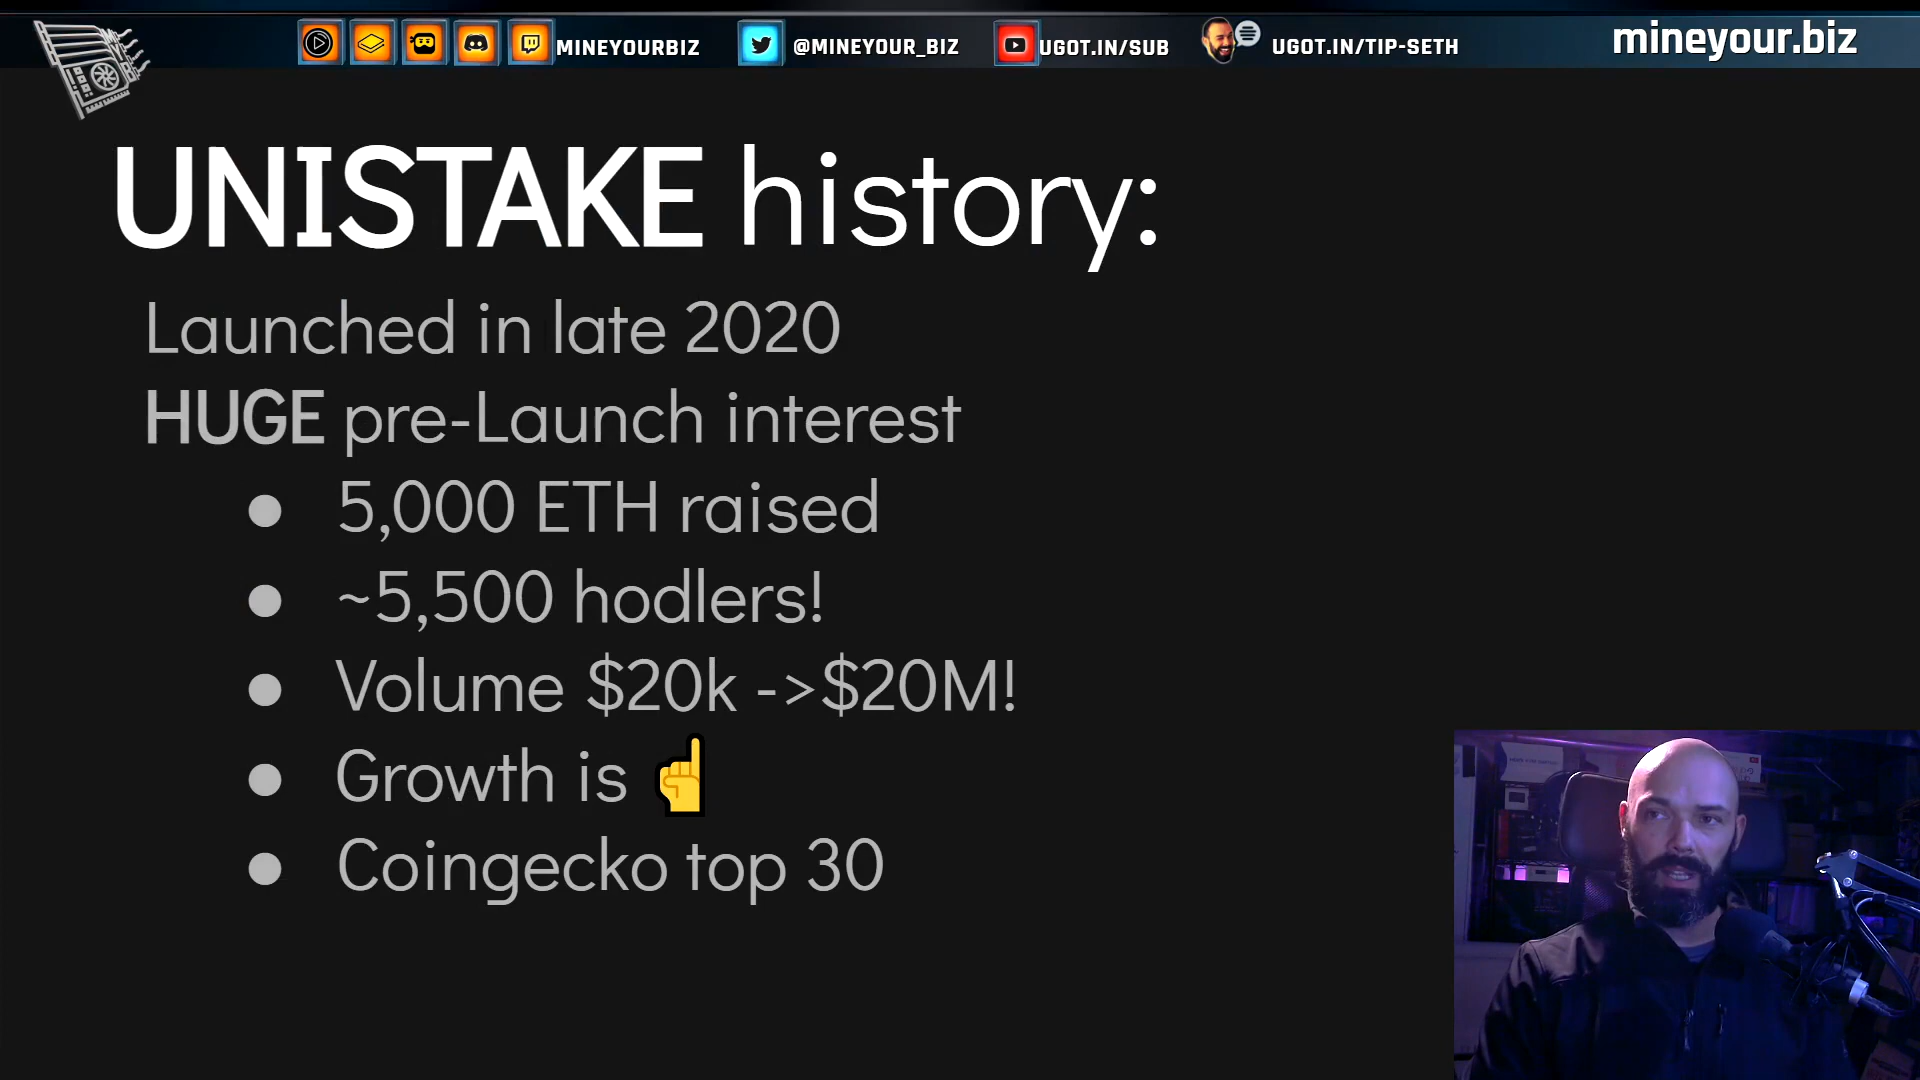 MINEYOURBIZ
@MINEYOUR_BIZ
UGOT.IN/SUB
UGOT.IN/TIP-SETH
mineyour.biz
UNISTAKE history:
Launched in late 2020
HUGE pre-Launch interest
● 5,000 ETH raised
● ~5,500 hodlers!
● Volume $20k ->$20M!
● Growth is ☝
● Coingecko top 30